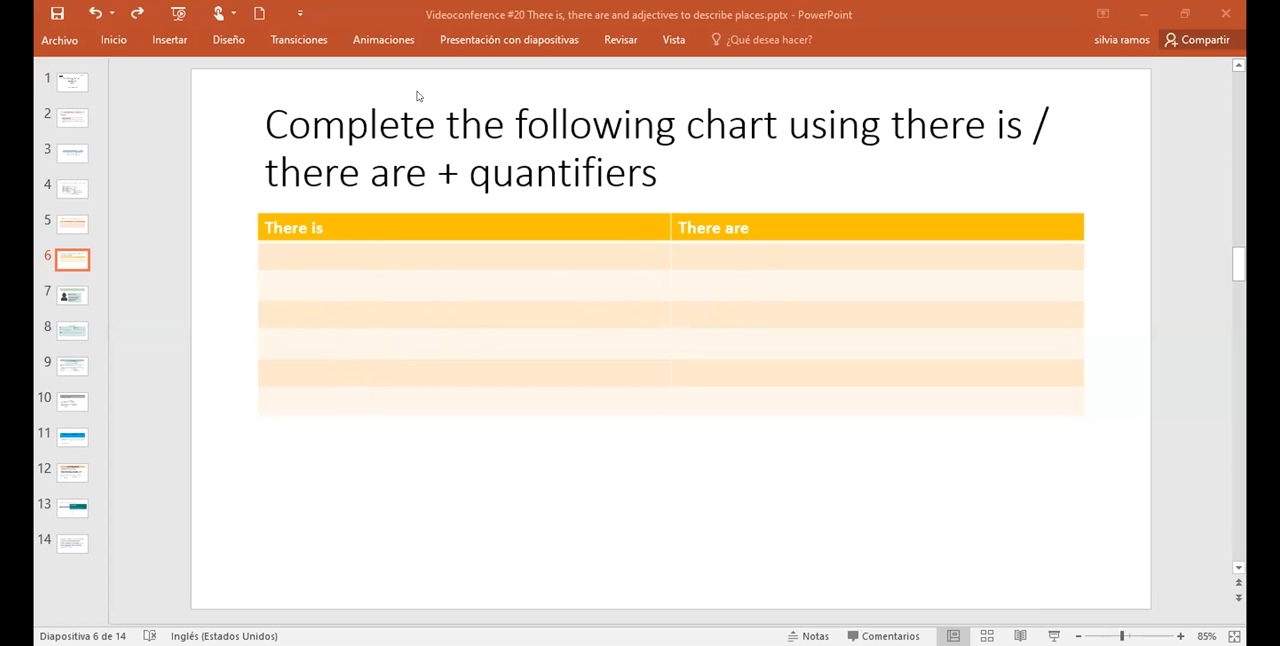 Videoconference #20 There is, there are and adjectives to describe places.pptx - PowerPoint
Archivo Inicio Insertar Diseño Transiciones Animaciones Presentación con diapositivas Revisar Vista ¿Qué desea hacer? silvia ramos Compartir
1
2
3
4
5
6
7
8
9
10
11
12
13
14
Complete the following chart using there is /
there are + quantifiers
There is There are
Diapositiva 6 de 14 Inglés (Estados Unidos) Notas Comentarios 85%